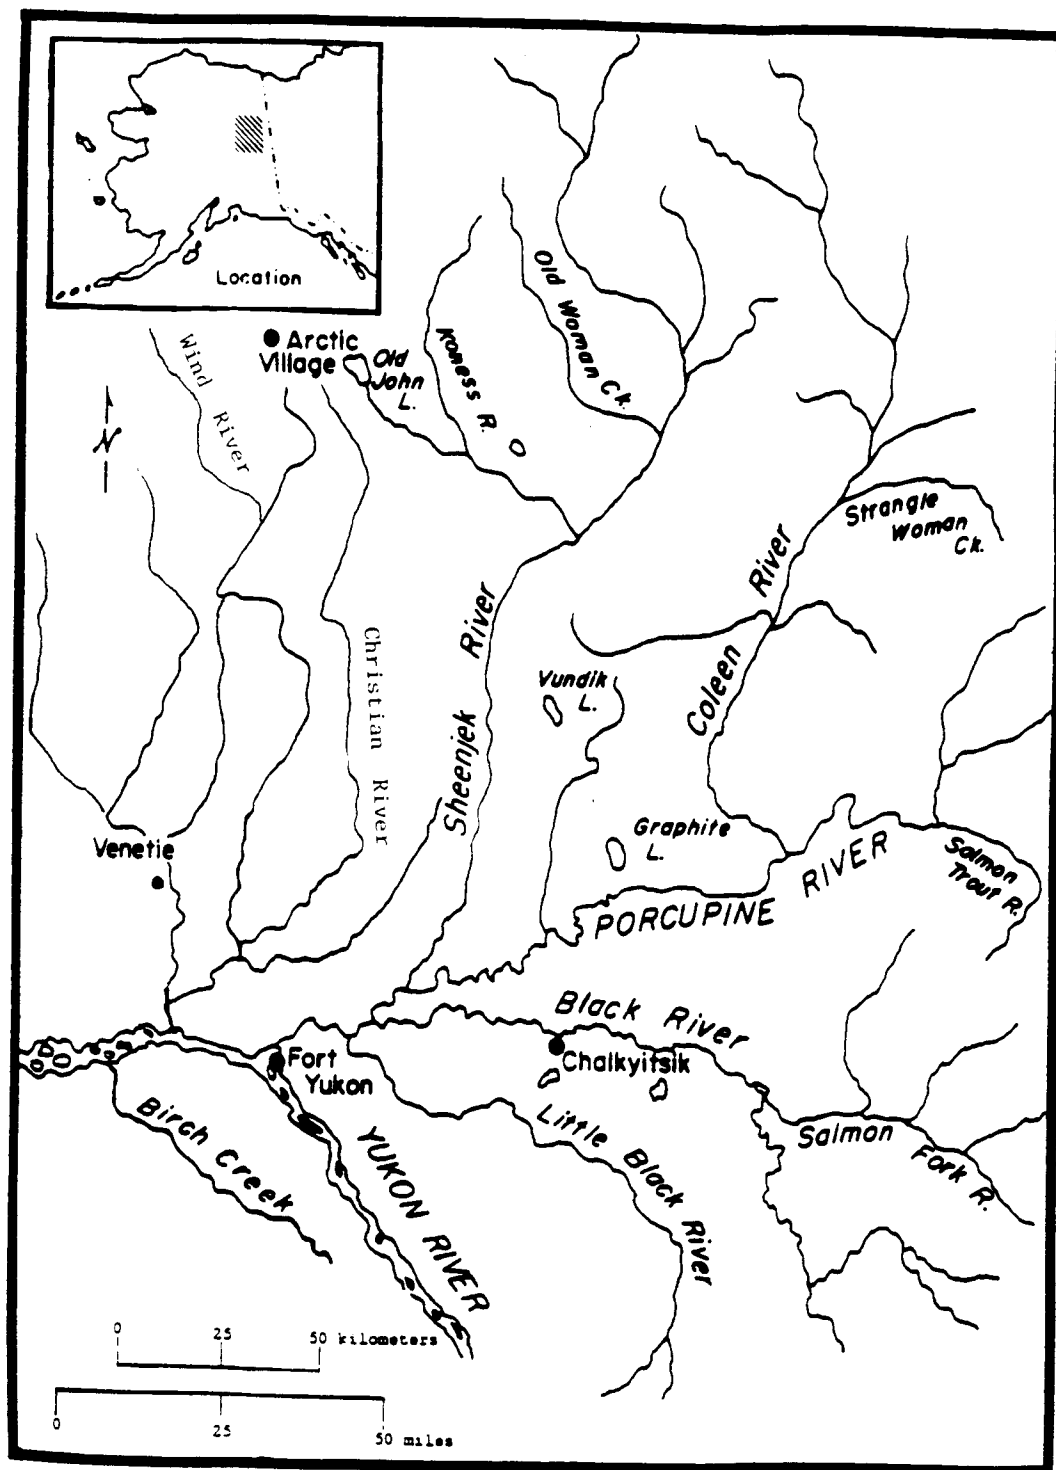 Location
Arctic
Village
Old
John
L.
Wind River
Koness R.
Old Woman Ck.
N
Strangle
Woman
Ck.
Christian River
Sheenjek River
Coleen River
Vundik
L.
Graphite
L.
Venetie
PORCUPINE RIVER
Salmon
Trout R.
Black River
Chalkyitsik
Fort
Yukon
Birch Creek
YUKON RIVER
Little Black River
Salmon Fork R.
0 25 50 kilometers
0 25 50 miles